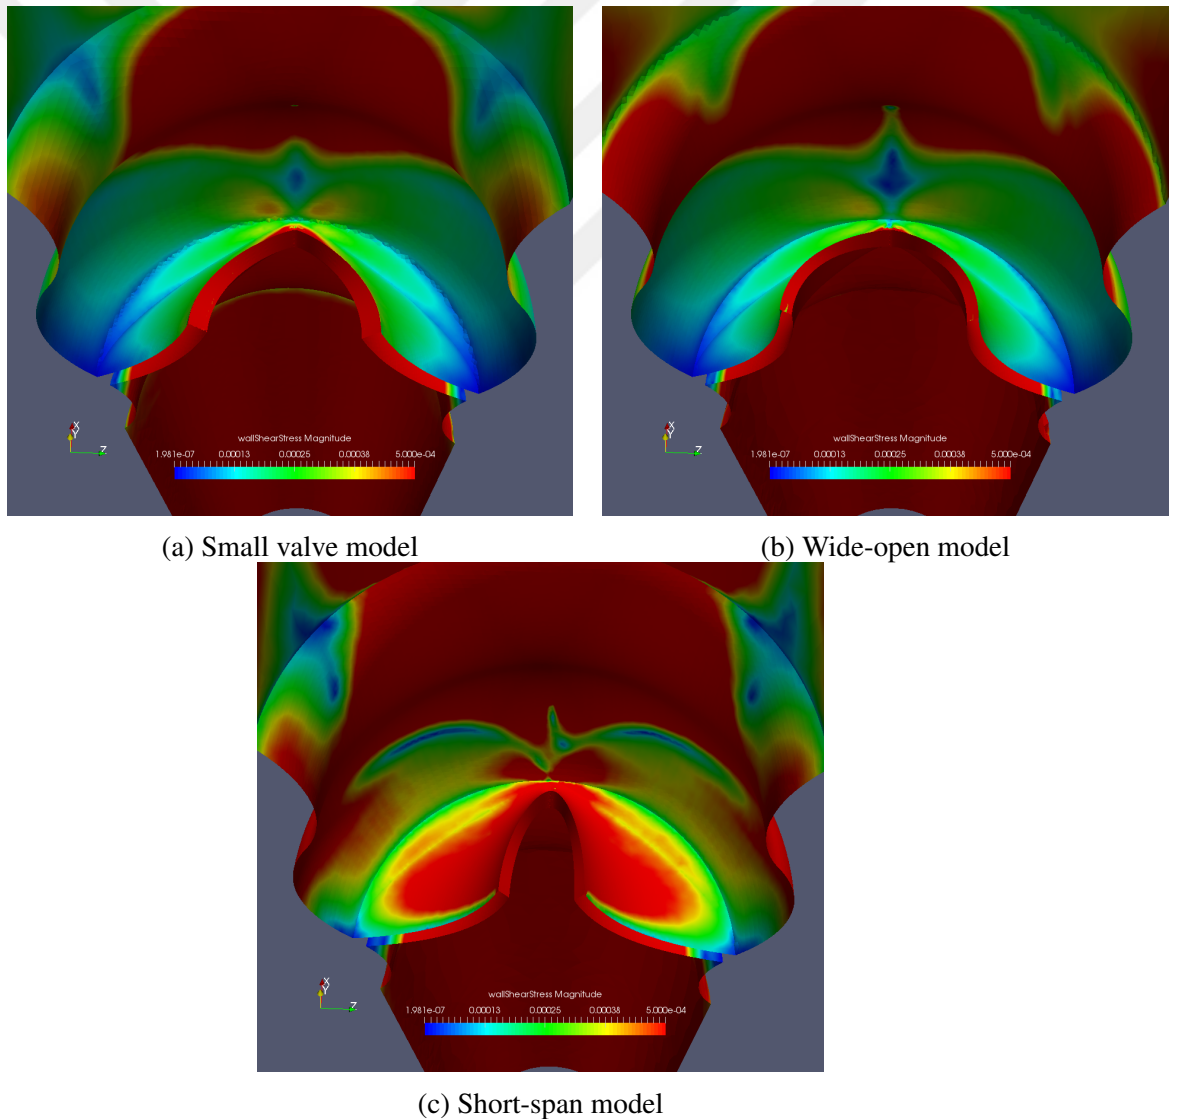 wallShearStress Magnitude
1.981e-07 0.00013 0.00025 0.00038 5.000e-04
X
Y
Z
(a) Small valve model
wallShearStress Magnitude
1.981e-07 0.00013 0.00025 0.00038 5.000e-04
X
Y
Z
(b) Wide-open model
wallShearStress Magnitude
1.981e-07 0.00013 0.00025 0.00038 5.000e-04
X
Y
Z
(c) Short-span model